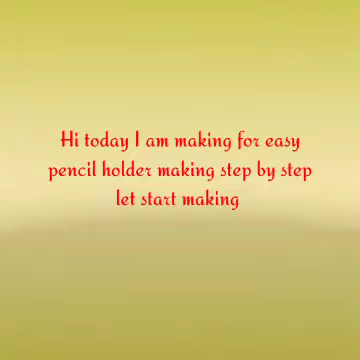 Hi today I am making for easy
pencil holder making step by step
let start making